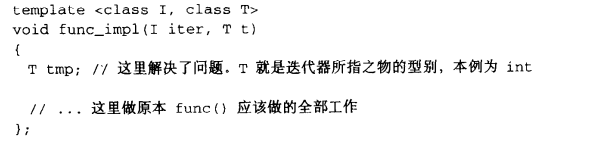 template <class I, class T>
void func_impl(I iter, T t)
{
T tmp; // 这里解决了问题。T 就是迭代器所指之物的型别，本例为 int
// ... 这里做原本 func() 应该做的全部工作
};